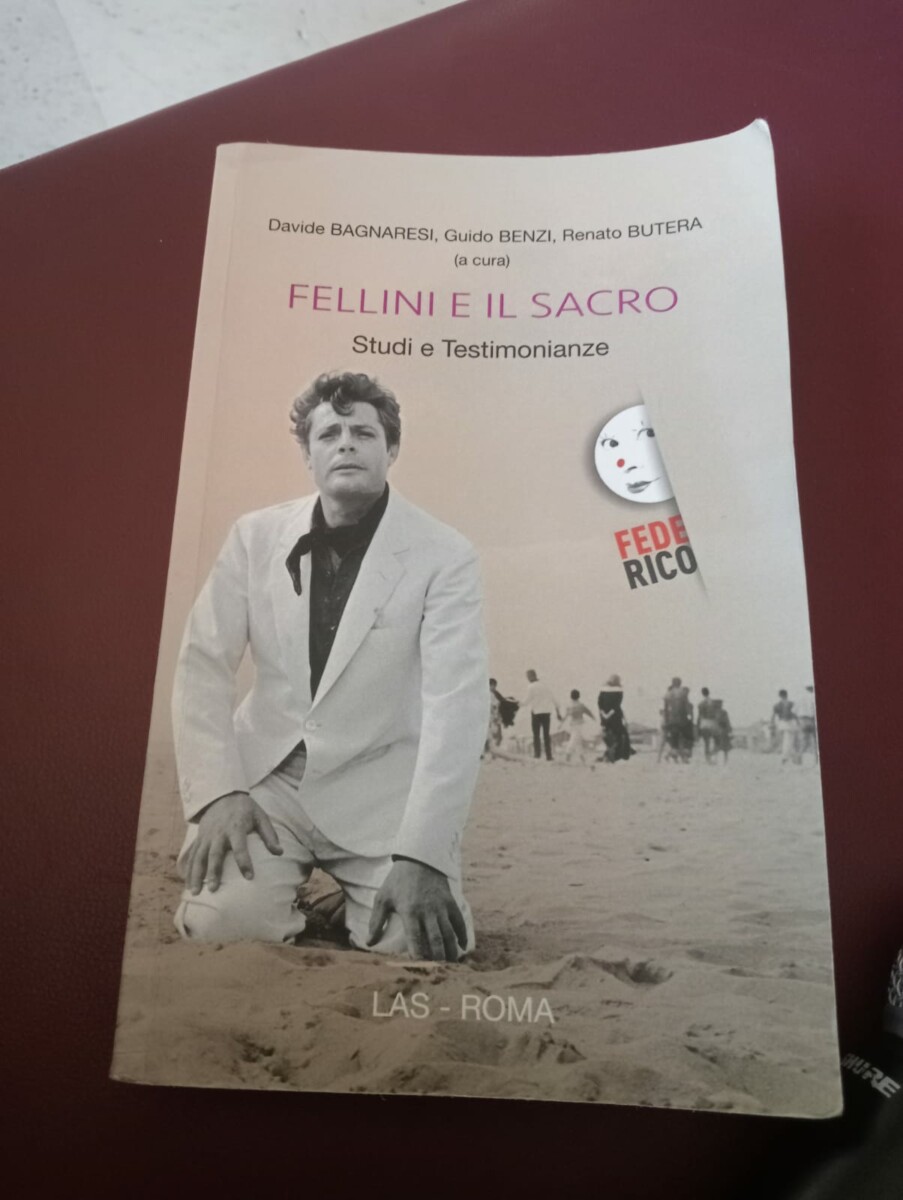 Davide BAGNARESI, Guido BENZI, Renato BUTERA
(a cura)
FELLINI E IL SACRO
Studi e Testimonianze
FEDE
RICO
LAS - ROMA